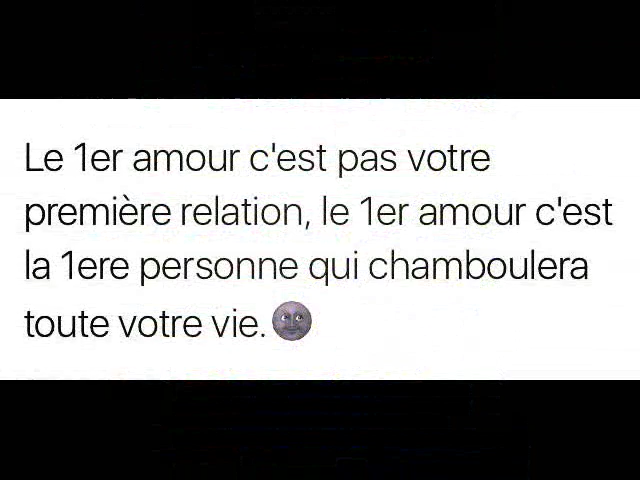 Le 1er amour c'est pas votre
première relation, le 1er amour c'est
la 1ere personne qui chamboulera
toute votre vie.🌚